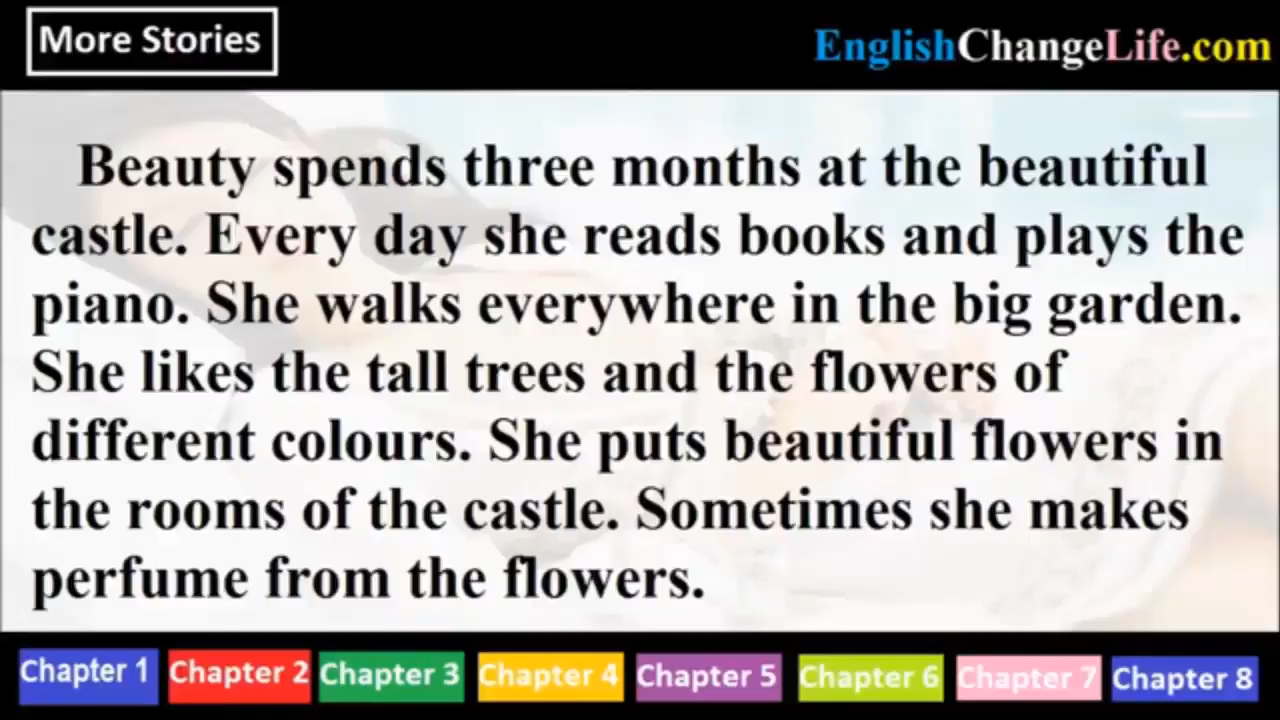 More Stories
EnglishChangeLife.com
Beauty spends three months at the beautiful
castle. Every day she reads books and plays the
piano. She walks everywhere in the big garden.
She likes the tall trees and the flowers of
different colours. She puts beautiful flowers in
the rooms of the castle. Sometimes she makes
perfume from the flowers.
Chapter 1 Chapter 2 Chapter 3 Chapter 4 Chapter 5 Chapter 6 Chapter 7 Chapter 8